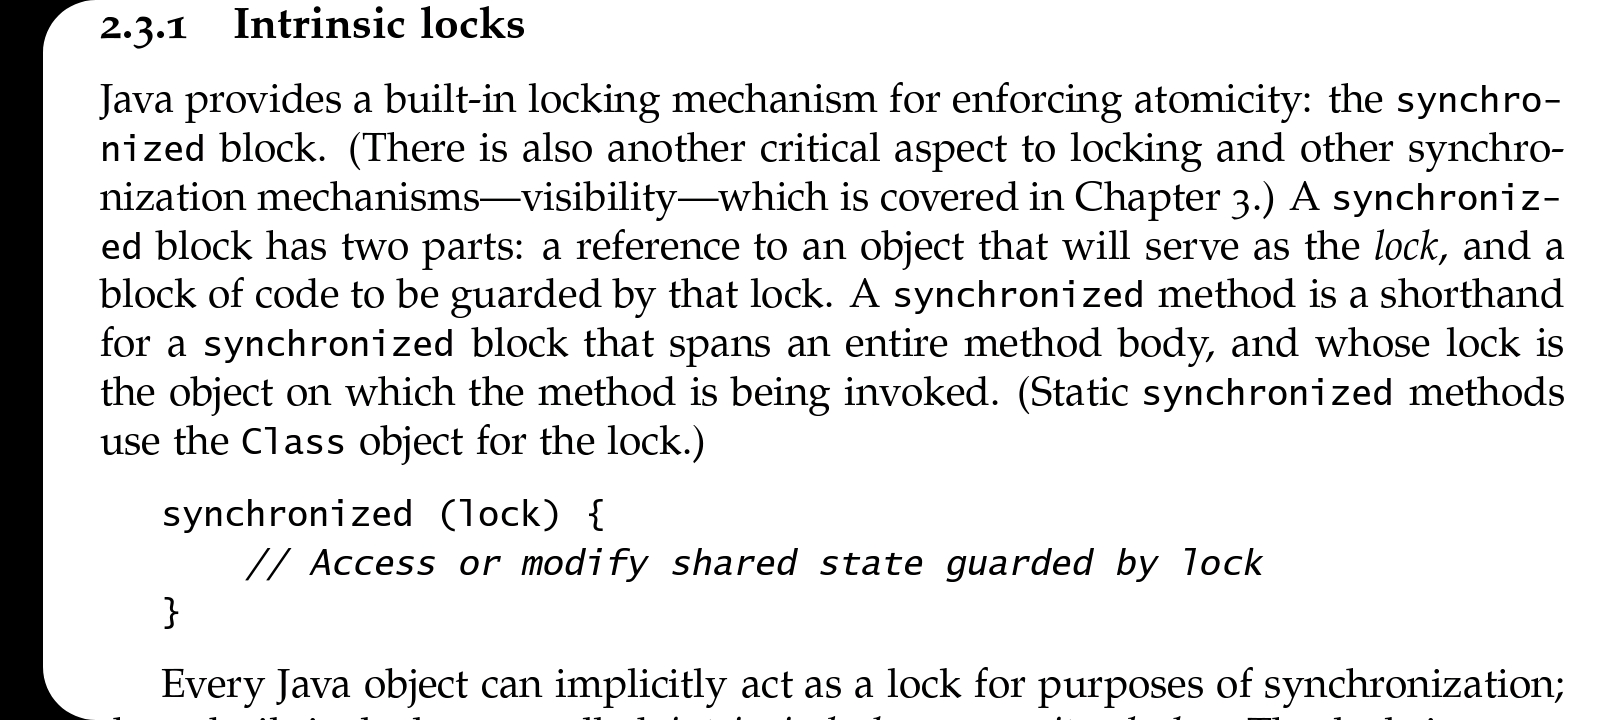 2.3.1 Intrinsic locks
Java provides a built-in locking mechanism for enforcing atomicity: the synchro-
nized block. (There is also another critical aspect to locking and other synchro-
nization mechanisms—visibility—which is covered in Chapter 3.) A synchroniz-
ed block has two parts: a reference to an object that will serve as the lock, and a
block of code to be guarded by that lock. A synchronized method is a shorthand
for a synchronized block that spans an entire method body, and whose lock is
the object on which the method is being invoked. (Static synchronized methods
use the Class object for the lock.)
synchronized (lock) {
// Access or modify shared state guarded by lock
}
Every Java object can implicitly act as a lock for purposes of synchronization;